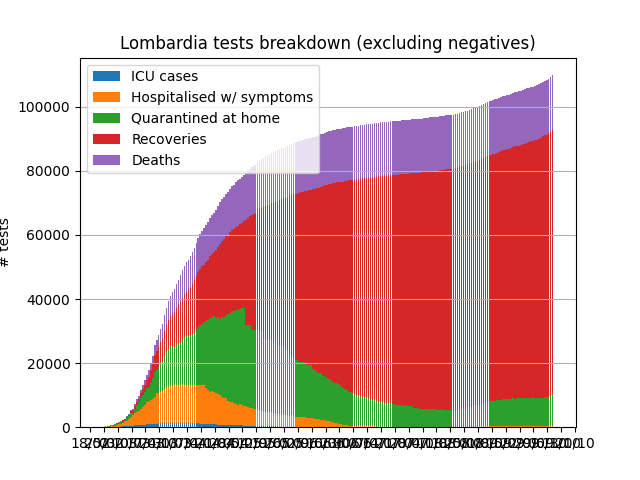 Lombardia tests breakdown (excluding negatives)
ICU cases
Hospitalised w/ symptoms
Quarantined at home
Recoveries
Deaths
100000
80000
60000
40000
20000
0
# tests